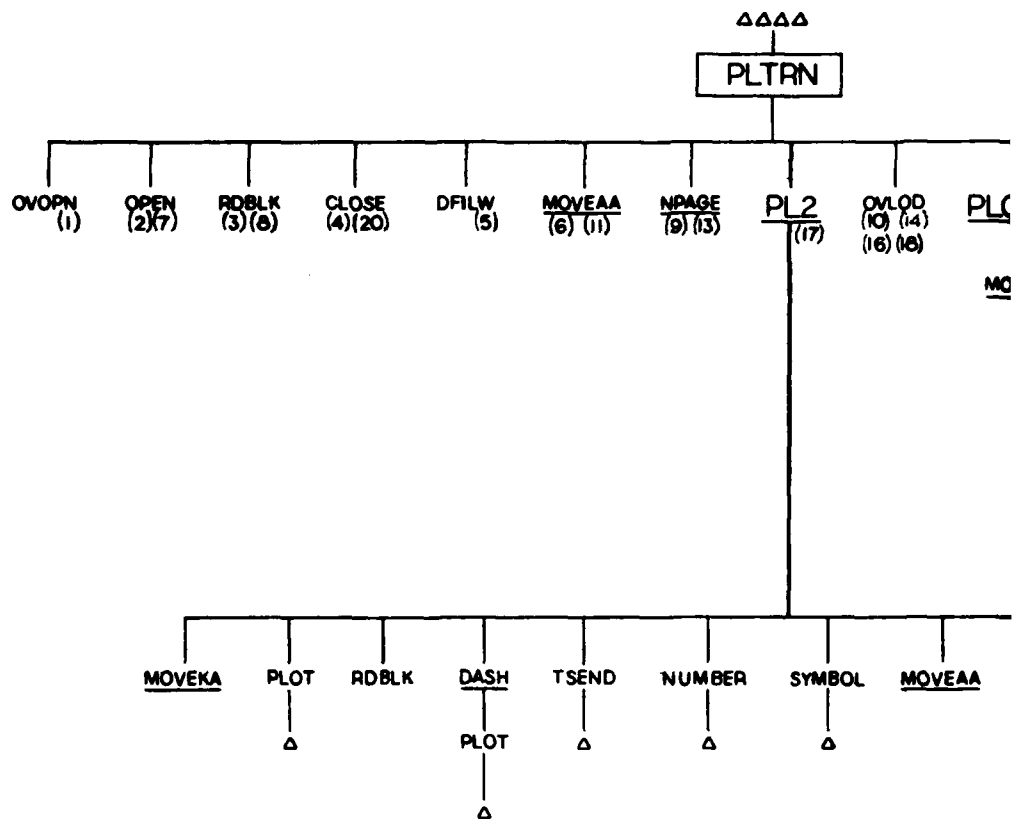 PLTRN
OVOPN OPEN RDBLK CLOSE DFILW MOVEAA NPAGE PL2 OVLOD
(1) (2)(7) (3)(8) (4)(20) (5) (6)(11) (9)(13) (17) (10)(14)
(16)(18)
MOVEKA PLOT RDBLK DASH TSEND NUMBER SYMBOL MOVEAA
PLOT